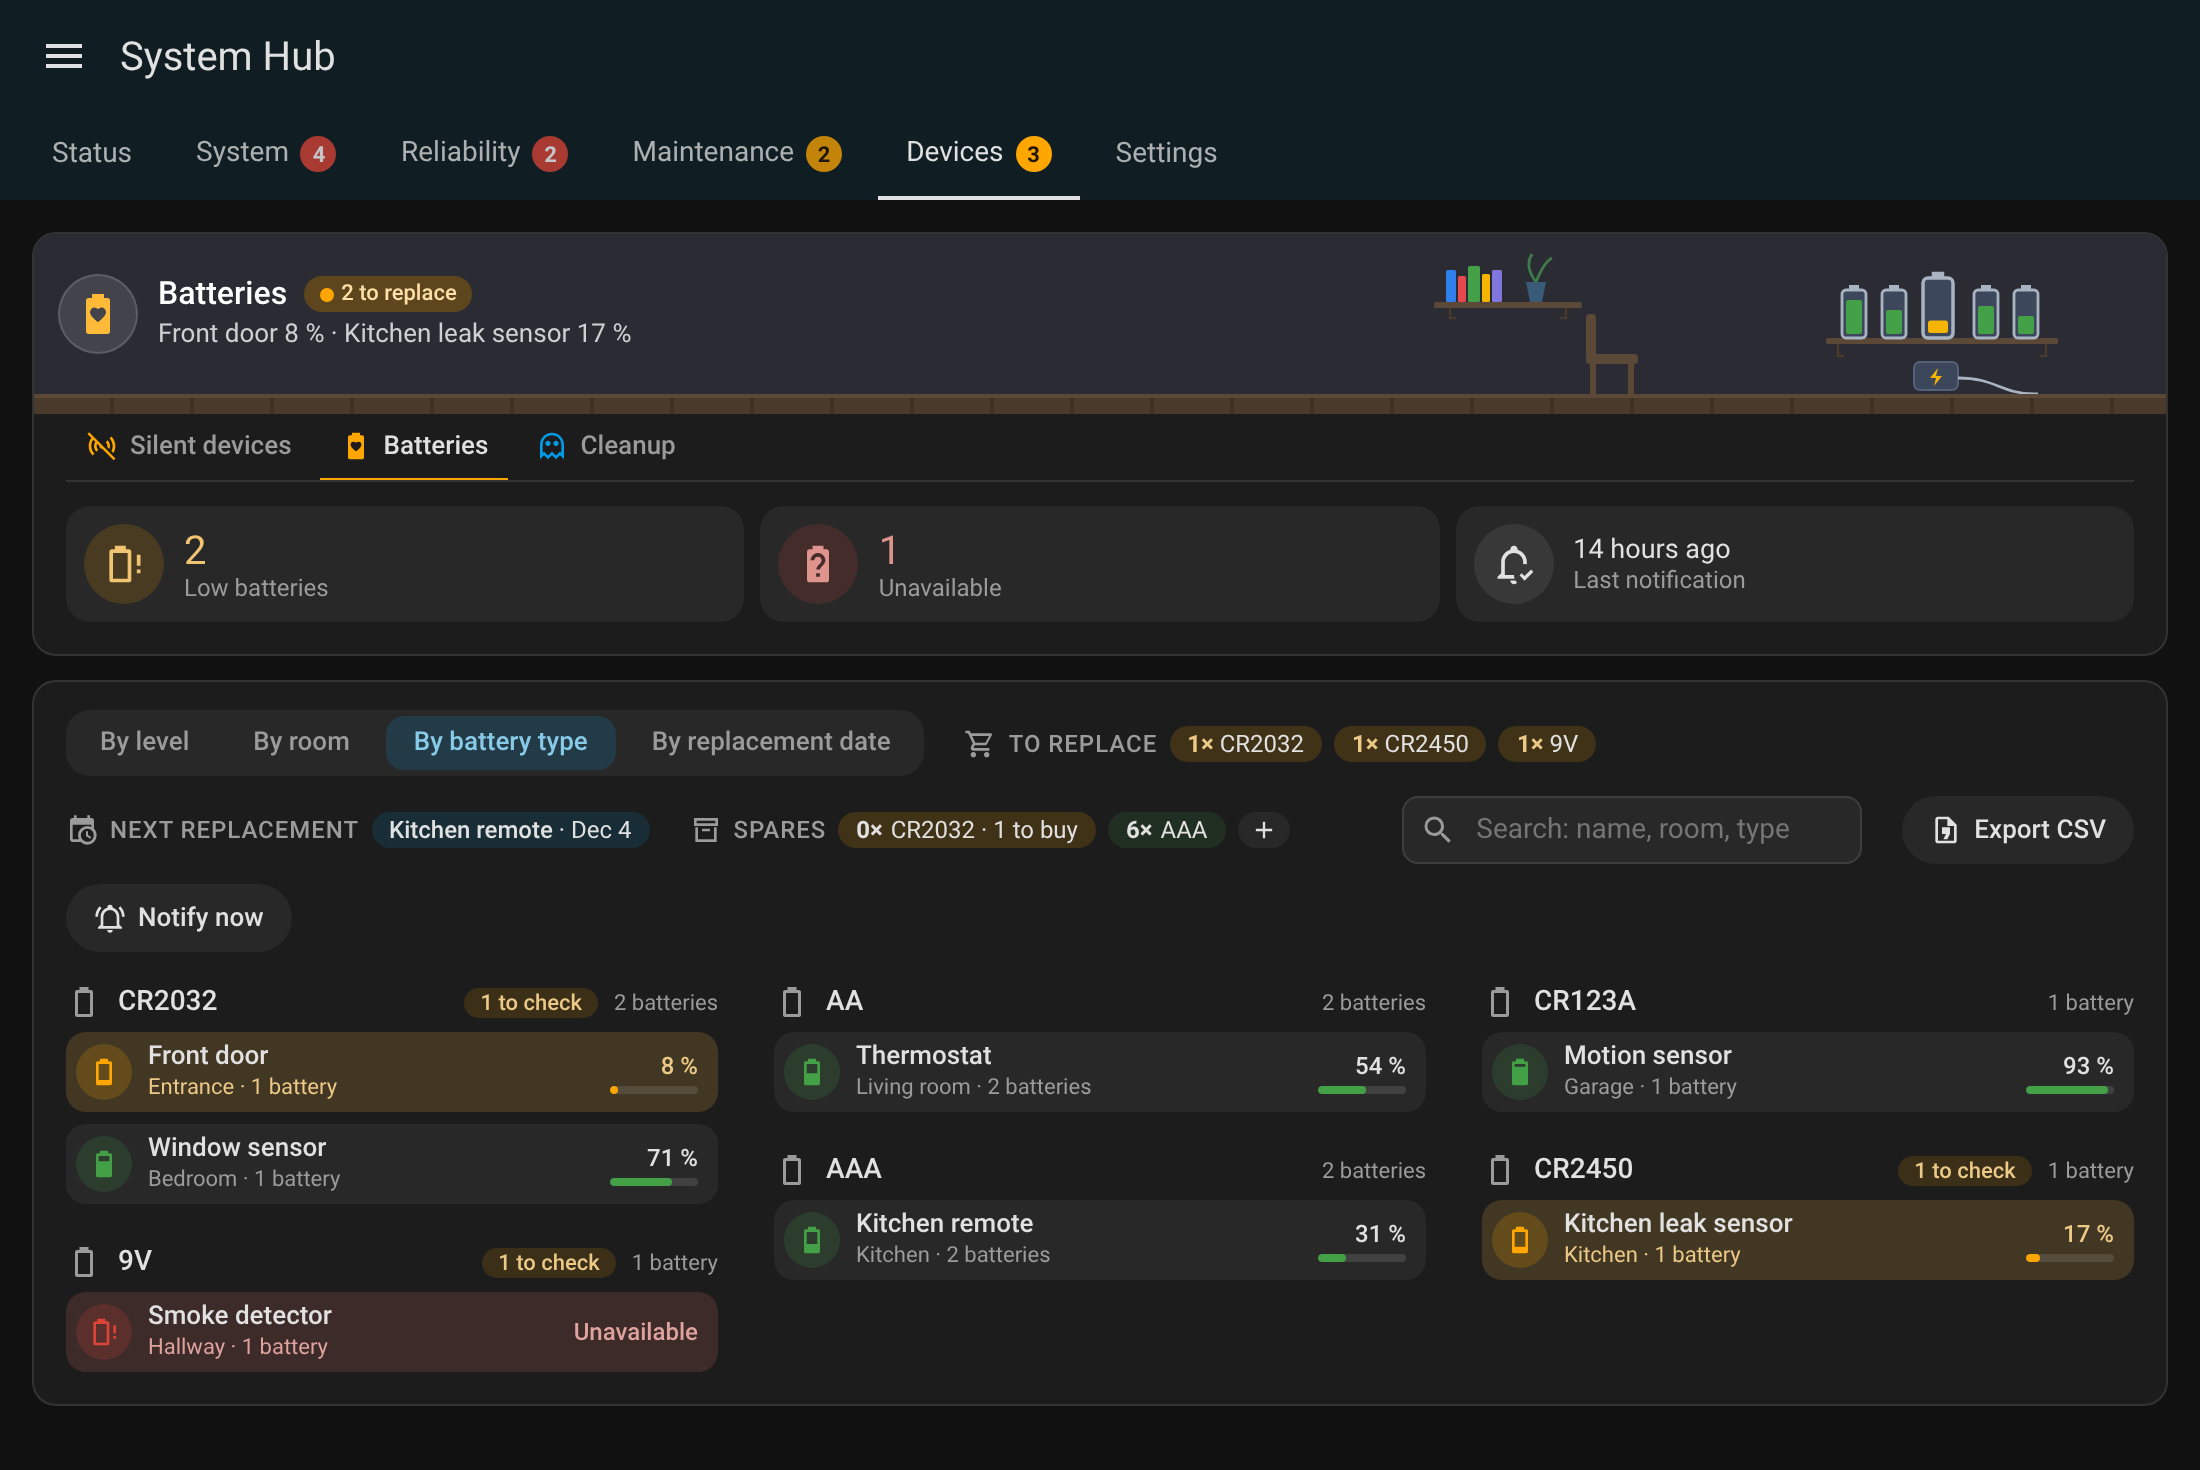 System Hub
Status
System 4
Reliability 2
Maintenance 2
Devices 3
Settings
Batteries
2 to replace
Front door 8 % · Kitchen leak sensor 17 %
Silent devices
Batteries
Cleanup
2
Low batteries
1
Unavailable
14 hours ago
Last notification
By level
By room
By battery type
By replacement date
TO REPLACE
1× CR2032
1× CR2450
1× 9V
NEXT REPLACEMENT
Kitchen remote · Dec 4
SPARES
0× CR2032 · 1 to buy
6× AAA
+
Search: name, room, type
Export CSV
Notify now
CR2032
1 to check
2 batteries
Front door
Entrance · 1 battery
8 %
Window sensor
Bedroom · 1 battery
71 %
9V
1 to check
1 battery
Smoke detector
Hallway · 1 battery
Unavailable
AA
2 batteries
Thermostat
Living room · 2 batteries
54 %
AAA
2 batteries
Kitchen remote
Kitchen · 2 batteries
31 %
CR123A
1 battery
Motion sensor
Garage · 1 battery
93 %
CR2450
1 to check
1 battery
Kitchen leak sensor
Kitchen · 1 battery
17 %